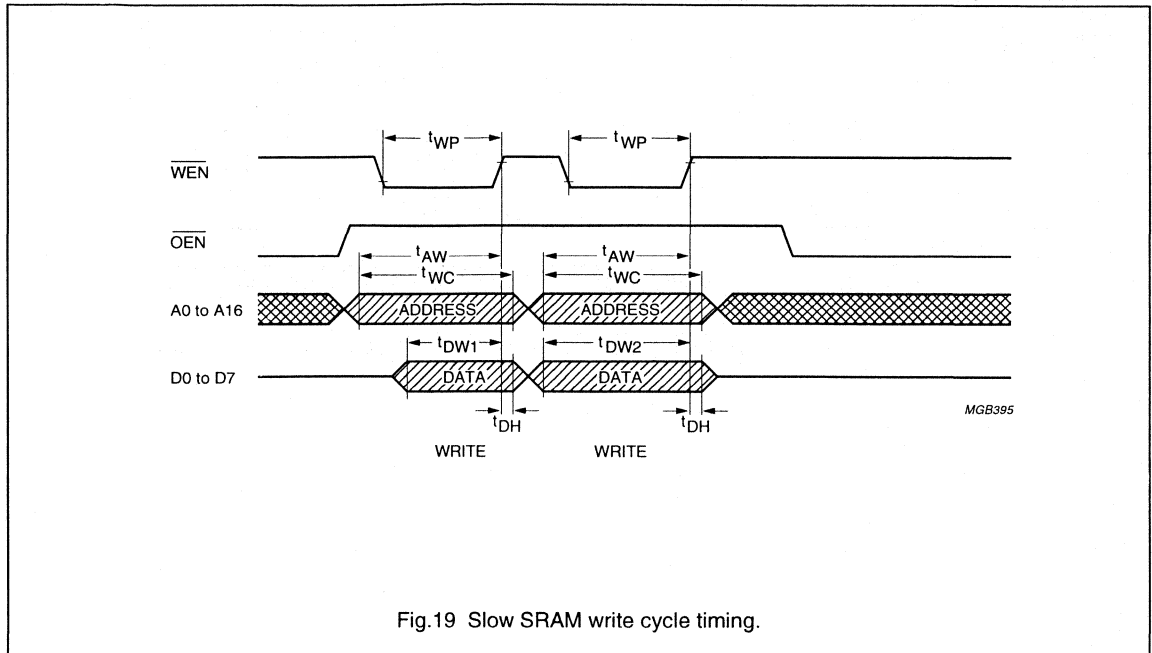 tWP tWP
WEN
OEN
tAW tAW
tWC tWC
A0 to A16 ADDRESS ADDRESS
tDW1 tDW2
D0 to D7 DATA DATA
MGB395
tDH tDH
WRITE WRITE
Fig.19 Slow SRAM write cycle timing.